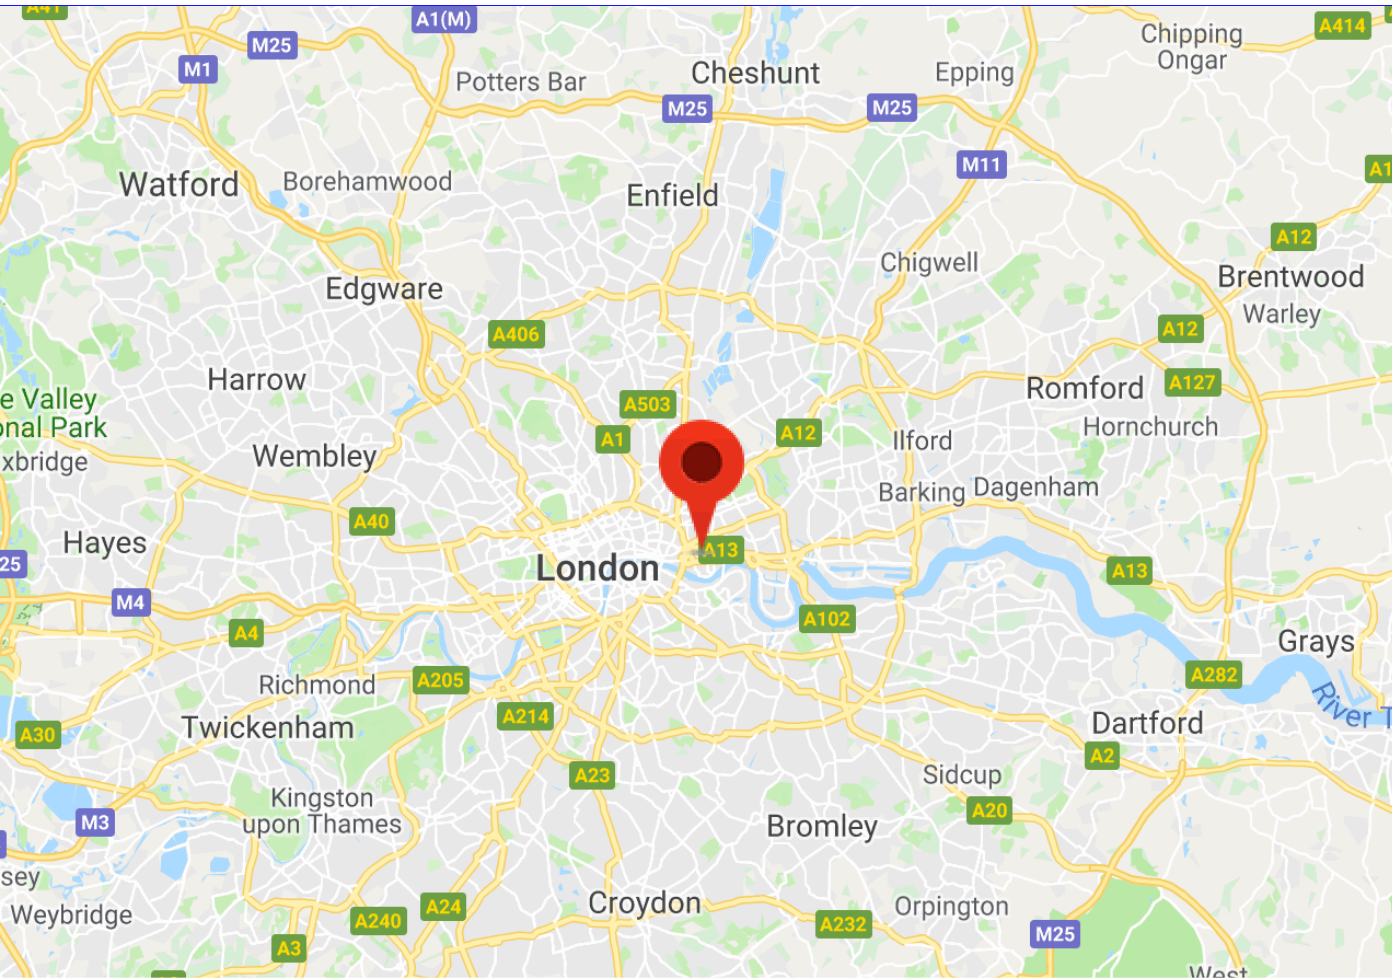 A41
A1(M)
M25
M1
Potters Bar
Cheshunt
Epping
Chipping
Ongar
A414
M25
M25
M11
Watford
Borehamwood
Enfield
A12
Chigwell
Brentwood
Warley
Edgware
A406
A12
Harrow
A503
Romford
A127
e Valley
onal Park
xbridge
Wembley
A1
A12
Ilford
Hornchurch
Barking
Dagenham
A40
Hayes
London
A13
A13
25
M4
A4
A102
Grays
Richmond
A205
A282
River T
Twickenham
A214
Dartford
A30
A2
A23
Sidcup
Kingston
upon Thames
M3
A20
Bromley
sey
Weybridge
A240
A24
Croydon
A232
Orpington
A3
M25
West